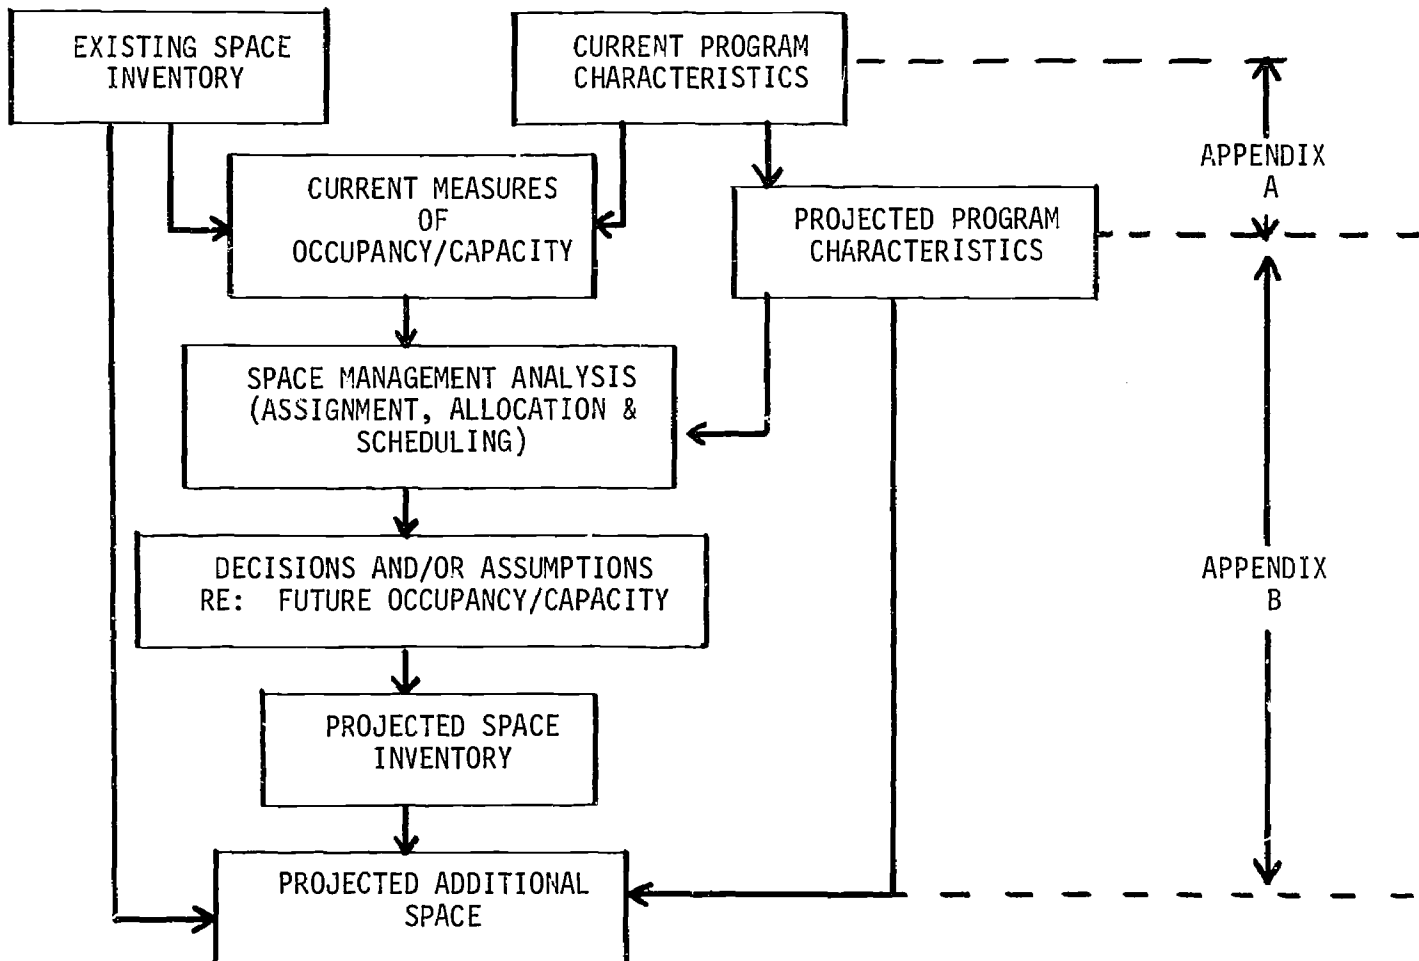 EXISTING SPACE
INVENTORY
CURRENT PROGRAM
CHARACTERISTICS
APPENDIX
A
CURRENT MEASURES
OF
OCCUPANCY/CAPACITY
PROJECTED PROGRAM
CHARACTERISTICS
SPACE MANAGEMENT ANALYSIS
(ASSIGNMENT, ALLOCATION &
SCHEDULING)
DECISIONS AND/OR ASSUMPTIONS
RE: FUTURE OCCUPANCY/CAPACITY
APPENDIX
B
PROJECTED SPACE
INVENTORY
PROJECTED ADDITIONAL
SPACE